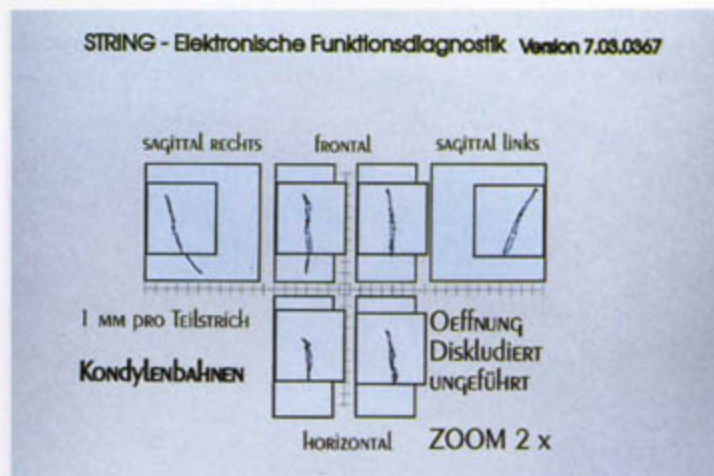 STRING - Elektronische Funktionsdiagnostik Version 7.03.0367
SAGITTAL RECHTS FRONTAL SAGITTAL LINKS
1 MM PRO TEILSTRICH
KONDYLENBAHNEN
OEFFNUNG
DISKLUDIERT
UNGEFÜHRT
HORIZONTAL ZOOM 2 x